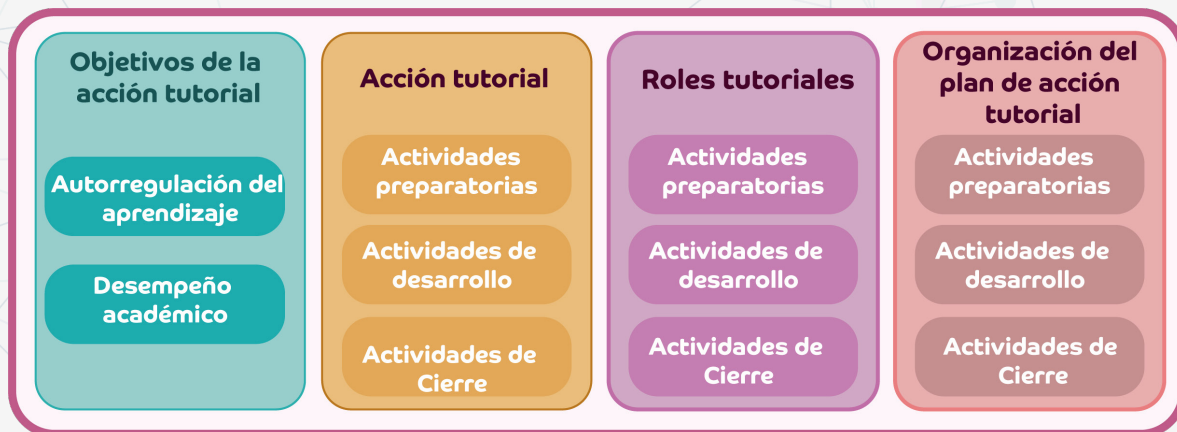 Objetivos de la
acción tutorial
Autorregulación del
aprendizaje
Desempeño
académico
Acción tutorial
Actividades
preparatorias
Actividades de
desarrollo
Actividades de
Cierre
Roles tutoriales
Actividades
preparatorias
Actividades de
desarrollo
Actividades de
Cierre
Organización del
plan de acción
tutorial
Actividades
preparatorias
Actividades de
desarrollo
Actividades de
Cierre